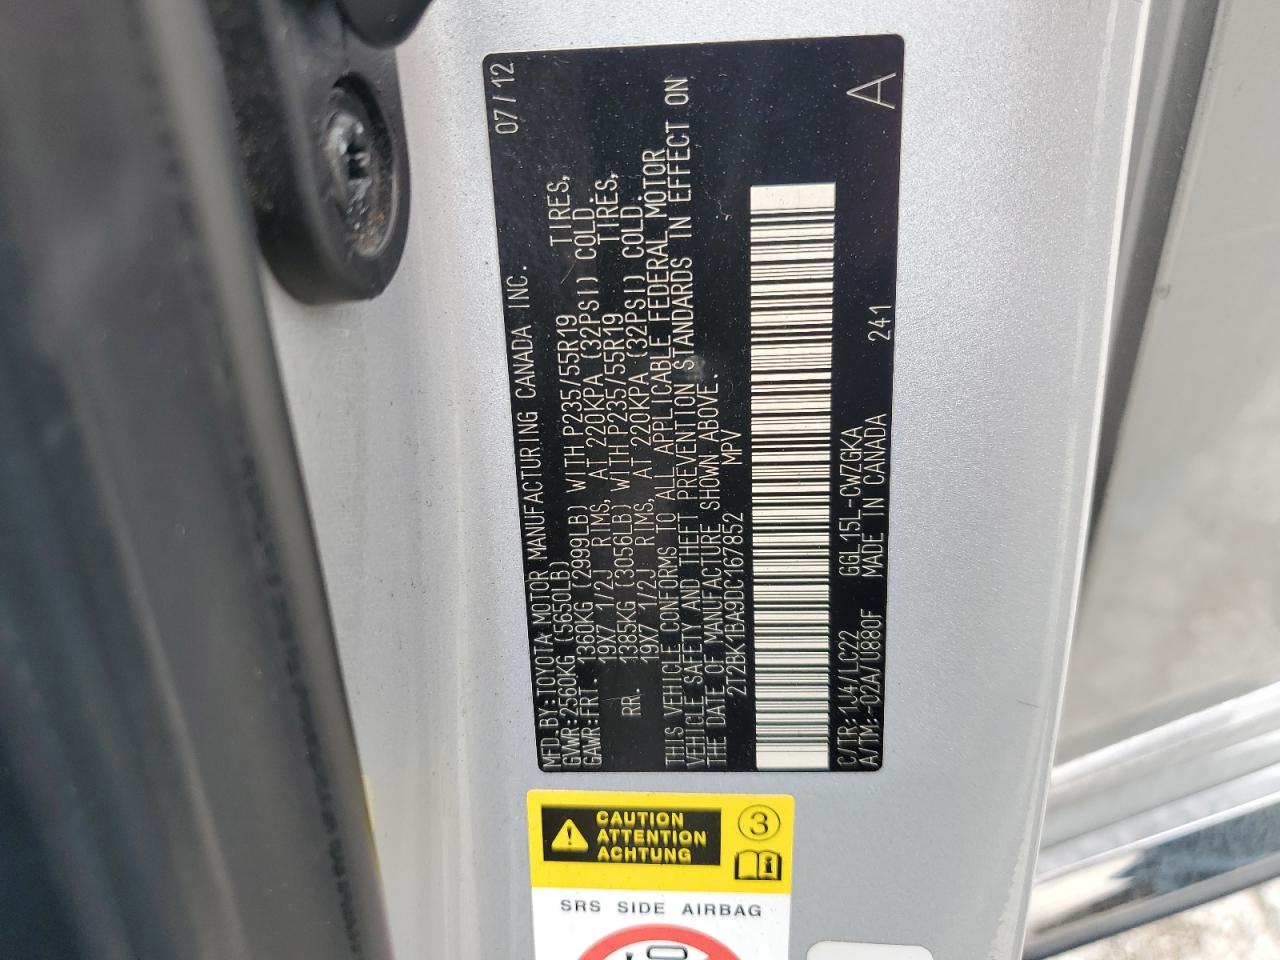 MFD.BY:TOYOTA MOTOR MANUFACTURING CANADA INC. 07/12
GVWR:2560KG (5650LB)
GAWR:FRT. 1360KG (2999LB) WITH P235/55R19 TIRES,
19X7 1/2J RIMS, AT 220KPA (32PSI) COLD.
RR. 1385KG (3056LB) WITH P235/55R19 TIRES,
19X7 1/2J RIMS, AT 220KPA (32PSI) COLD.
THIS VEHICLE CONFORMS TO ALL APPLICABLE FEDERAL MOTOR
VEHICLE SAFETY AND THEFT PREVENTION STANDARDS IN EFFECT ON
THE DATE OF MANUFACTURE SHOWN ABOVE.
2T2BK1BA9DC167852 MPV
C/TR:1J4/LC22 GGL15L-CWZGKA 241 A
A/TM:-02A/U880F MADE IN CANADA
CAUTION
ATTENTION
ACHTUNG
3
SRS SIDE AIRBAG